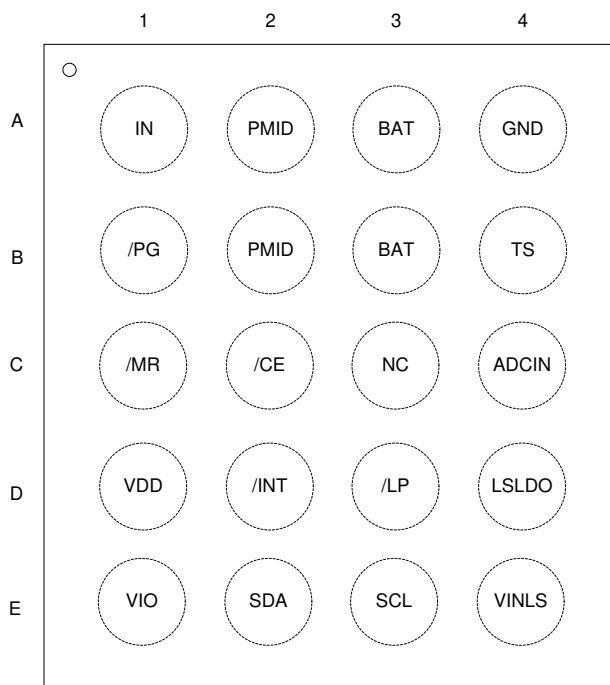 1 2 3 4
A IN PMID BAT GND
B /PG PMID BAT TS
C /MR /CE NC ADCIN
D VDD /INT /LP LSLDO
E VIO SDA SCL VINLS